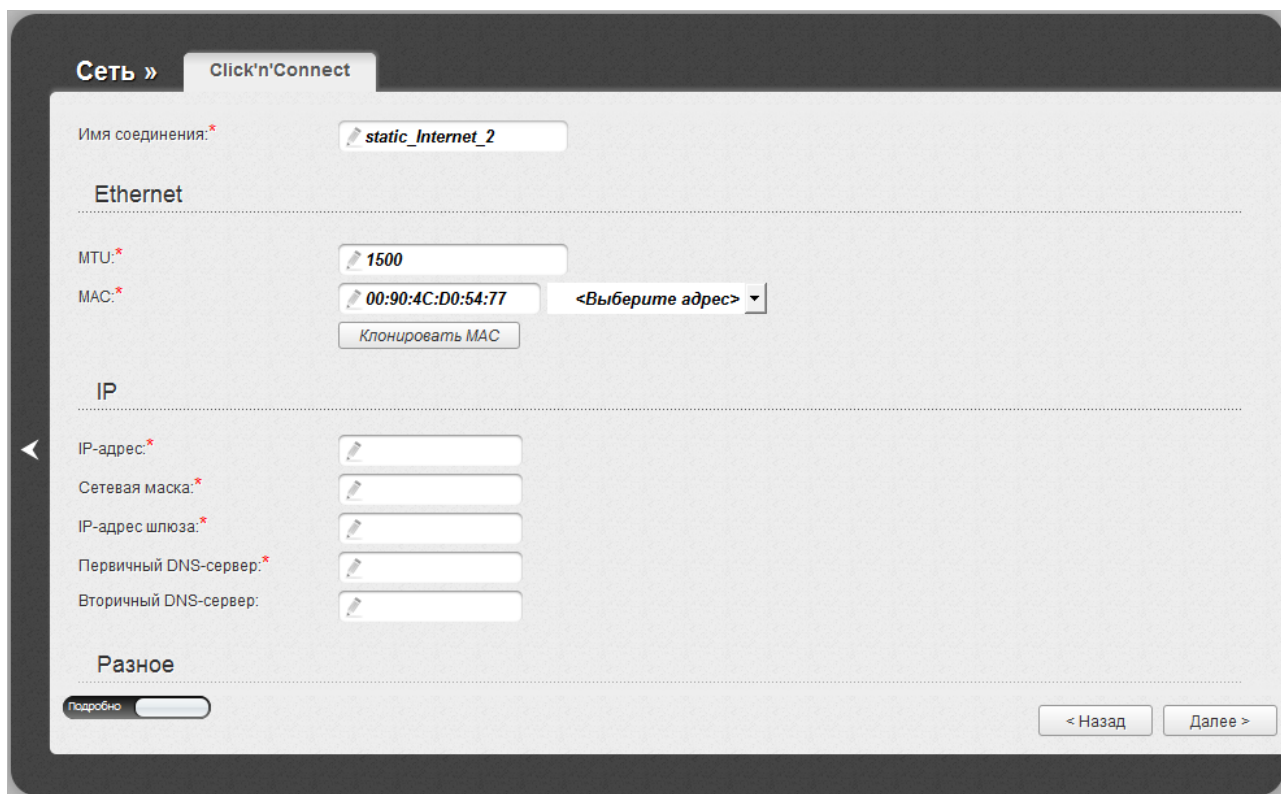 Сеть » Click'n'Connect
Имя соединения:* static_Internet_2
Ethernet
MTU:* 1500
MAC:* 00:90:4C:D0:54:77 <Выберите адрес>
Клонировать MAC
IP
IP-адрес:*
Сетевая маска:*
IP-адрес шлюза:*
Первичный DNS-сервер:*
Вторичный DNS-сервер:
Разное
Подробно
< Назад Далее >